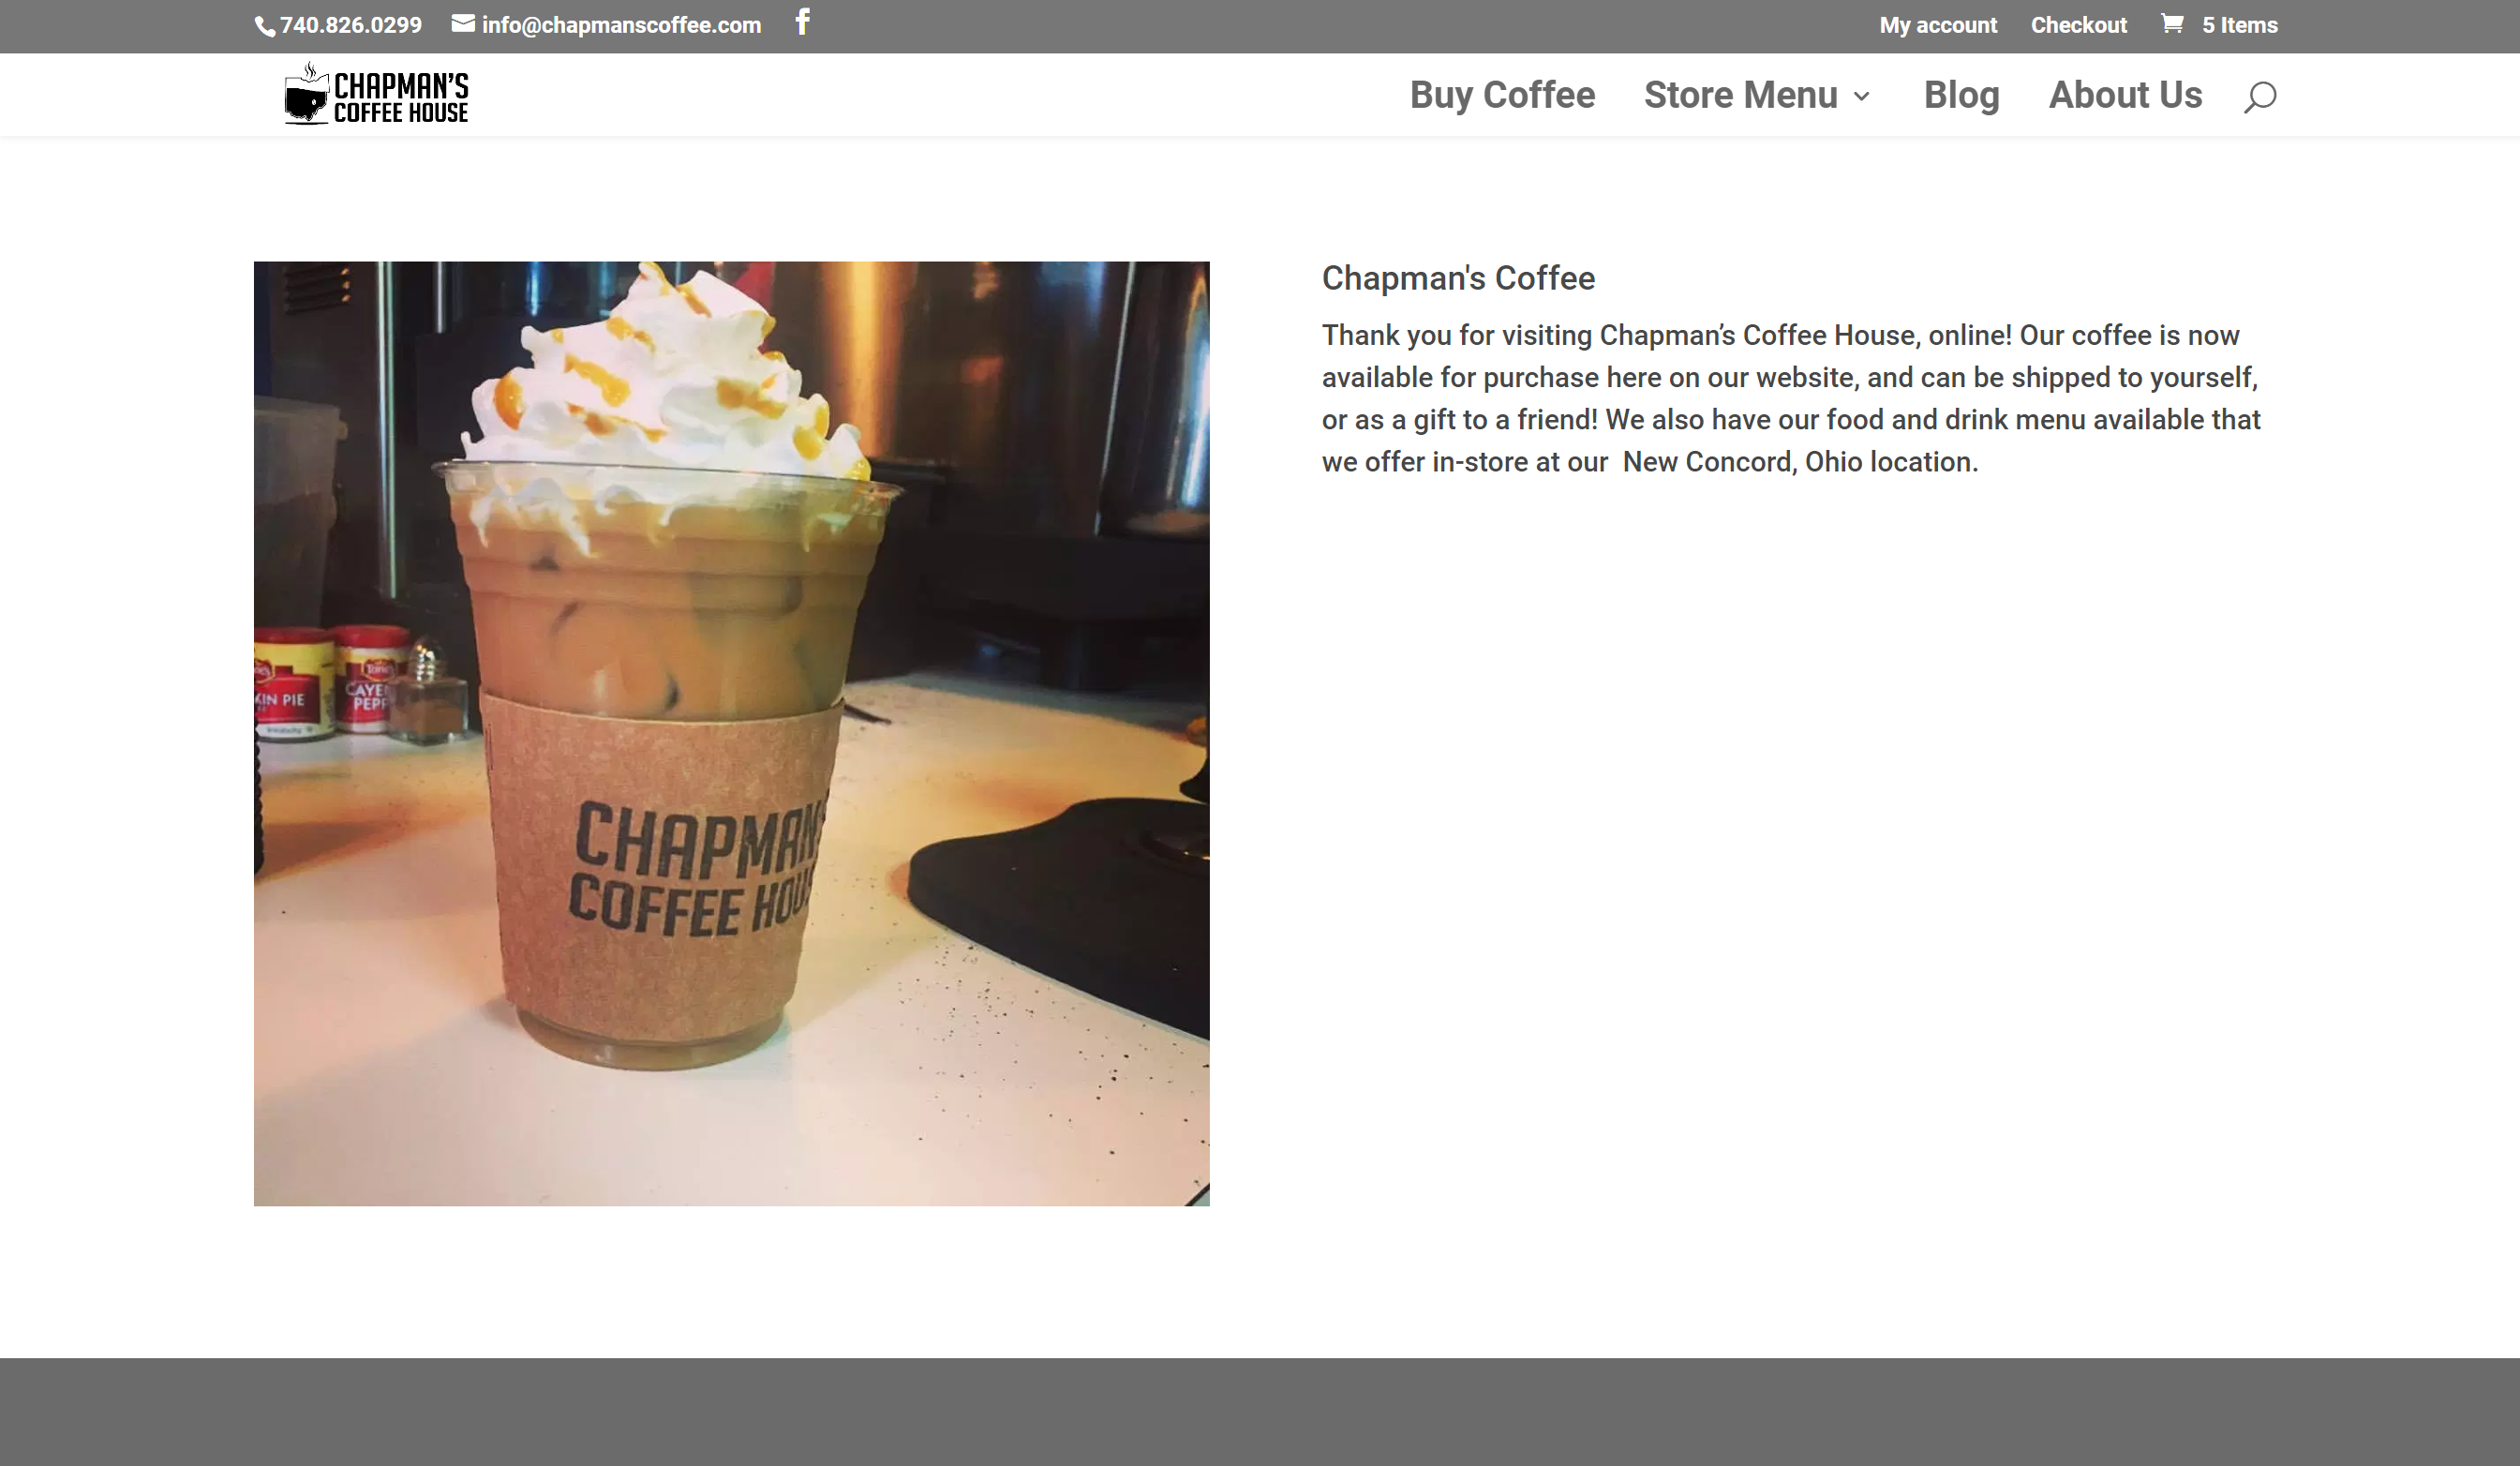 740.826.0299 info@chapmanscoffee.com
My account Checkout 5 Items
CHAPMAN'S
COFFEE HOUSE
Buy Coffee Store Menu Blog About Us
Chapman's Coffee
Thank you for visiting Chapman’s Coffee House, online! Our coffee is now
available for purchase here on our website, and can be shipped to yourself,
or as a gift to a friend! We also have our food and drink menu available that
we offer in-store at our  New Concord, Ohio location.
KIN PIE
CAYE
PEPP
CHAPMAN'
COFFEE HOUS